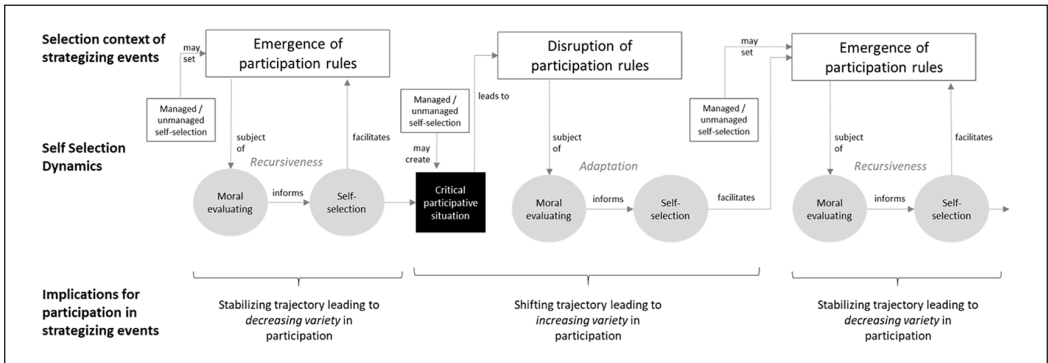 Selection context of
strategizing events
may
set
Emergence of
participation rules
Managed /
unmanaged
self-selection
Disruption of
participation rules
Managed /
unmanaged
self-selection
leads to
may
set
Emergence of
participation rules
Managed /
unmanaged
self-selection
Self Selection
Dynamics
subject
of
Recursiveness
facilitates
Moral
evaluating
informs
Self-
selection
may
create
Critical
participative
situation
subject
of
Adaptation
Moral
evaluating
informs
Self-
selection
facilitates
subject
of
Recursiveness
facilitates
Moral
evaluating
informs
Self-
selection
Implications for
participation in
strategizing events
Stabilizing trajectory leading to
decreasing variety in
participation
Shifting trajectory leading to
increasing variety in
participation
Stabilizing trajectory leading to
decreasing variety in
participation